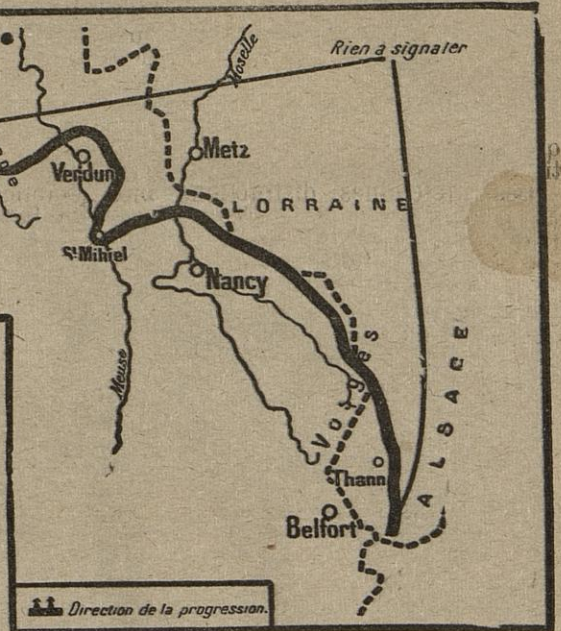 Rien à signaler
Moselle
Metz
Verdun
LORRAINE
St Mihiel
Nancy
Meuse
Vosges
ALSACE
Thann
Belfort
Direction de la progression.